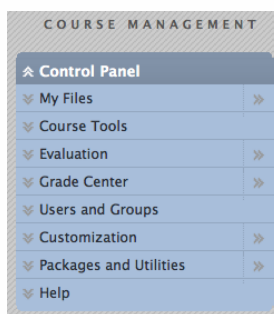 COURSE MANAGEMENT
Control Panel
My Files
Course Tools
Evaluation
Grade Center
Users and Groups
Customization
Packages and Utilities
Help